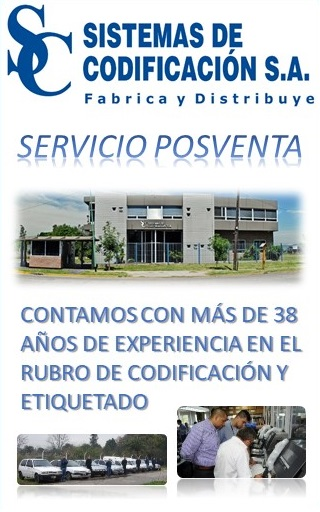 SC SISTEMAS DE
CODIFICACIÓN S.A.
Fabrica y Distribuye
SERVICIO POSVENTA
CONTAMOS CON MÁS DE 38
AÑOS DE EXPERIENCIA EN EL
RUBRO DE CODIFICACIÓN Y
ETIQUETADO